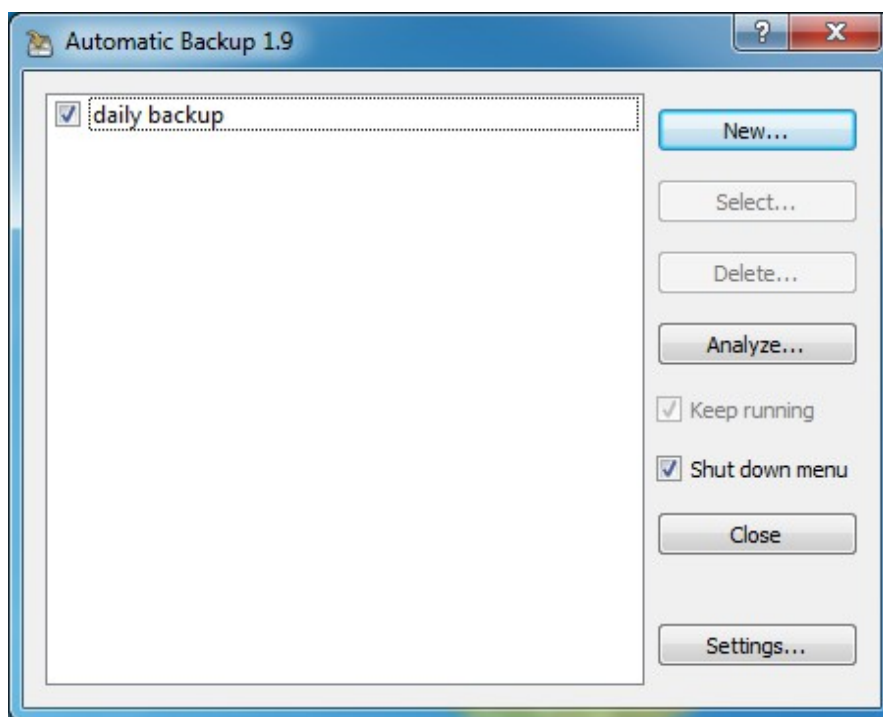 Automatic Backup 1.9
?
X
daily backup
New...
Select...
Delete...
Analyze...
Keep running
Shut down menu
Close
Settings...